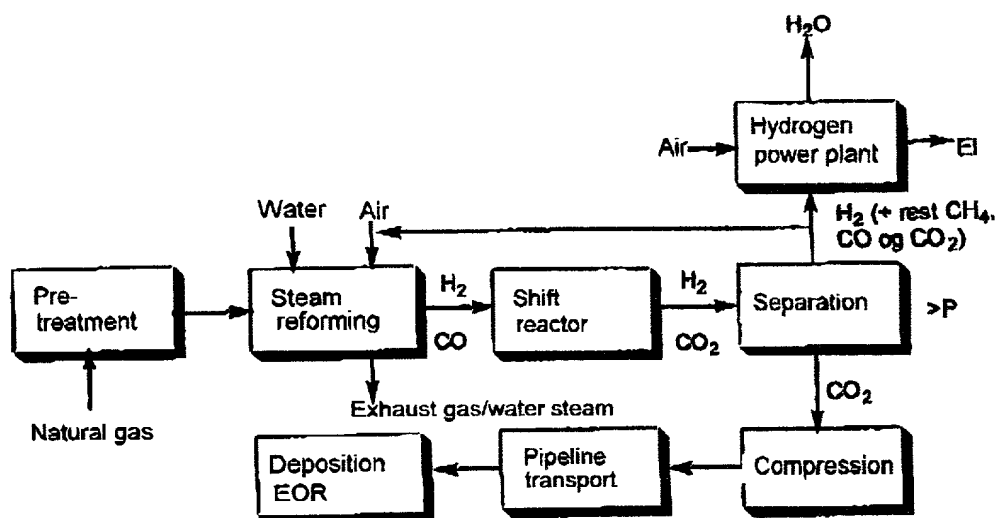 H₂O
Hydrogen
power plant
Air
El
H₂ (+ rest CH₄,
CO og CO₂)
Water
Air
Pre-
treatment
Steam
reforming
H₂
CO
Shift
reactor
H₂
CO₂
Separation
>P
Natural gas
Exhaust gas/water steam
CO₂
Deposition
EOR
Pipeline
transport
Compression